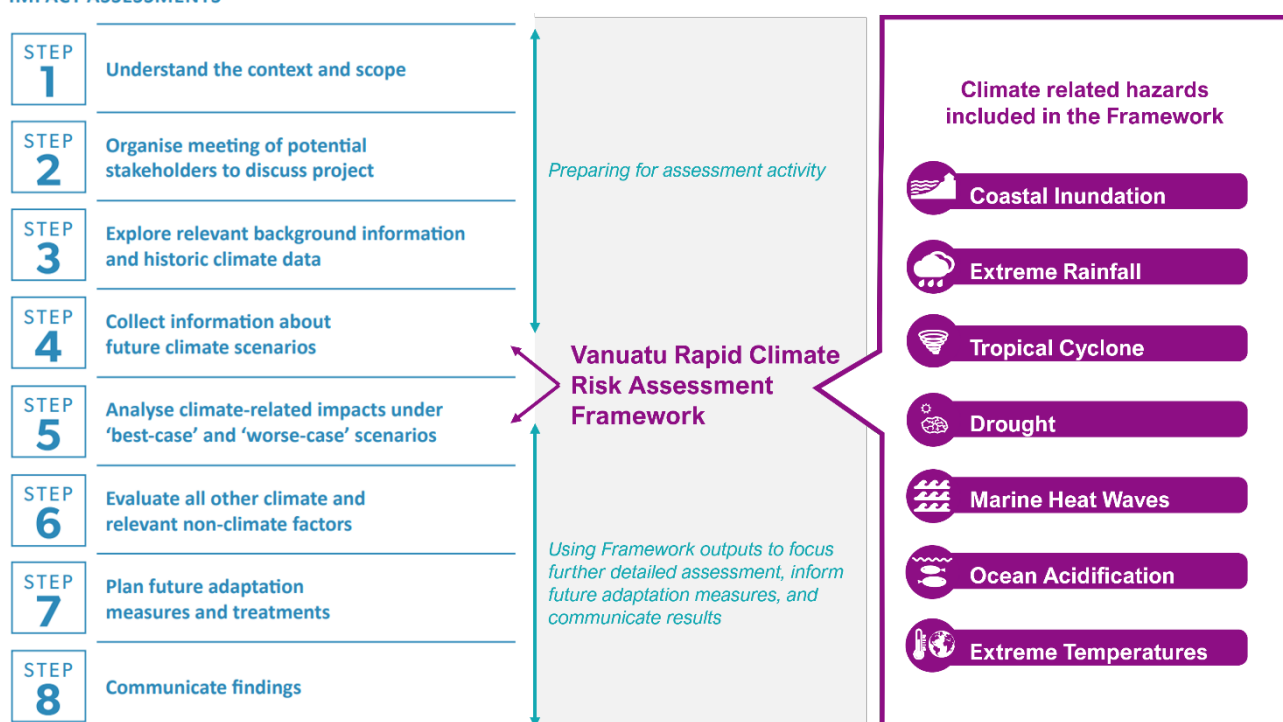 IMPACT ASSESSMENTS
STEP
1
Understand the context and scope
STEP
2
Organise meeting of potential
stakeholders to discuss project
STEP
3
Explore relevant background information
and historic climate data
STEP
4
Collect information about
future climate scenarios
STEP
5
Analyse climate-related impacts under
‘best-case’ and ‘worse-case’ scenarios
STEP
6
Evaluate all other climate and
relevant non-climate factors
STEP
7
Plan future adaptation
measures and treatments
STEP
8
Communicate findings
Preparing for assessment activity
Vanuatu Rapid Climate
Risk Assessment
Framework
Using Framework outputs to focus
further detailed assessment, inform
future adaptation measures, and
communicate results
Climate related hazards
included in the Framework
Coastal Inundation
Extreme Rainfall
Tropical Cyclone
Drought
Marine Heat Waves
Ocean Acidification
Extreme Temperatures